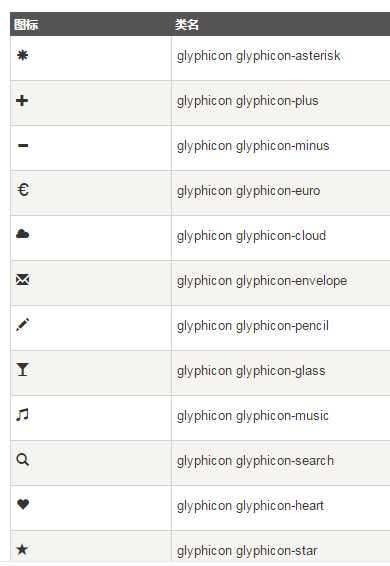 图标 类名
glyphicon glyphicon-asterisk
glyphicon glyphicon-plus
glyphicon glyphicon-minus
glyphicon glyphicon-euro
glyphicon glyphicon-cloud
glyphicon glyphicon-envelope
glyphicon glyphicon-pencil
glyphicon glyphicon-glass
glyphicon glyphicon-music
glyphicon glyphicon-search
glyphicon glyphicon-heart
glyphicon glyphicon-star